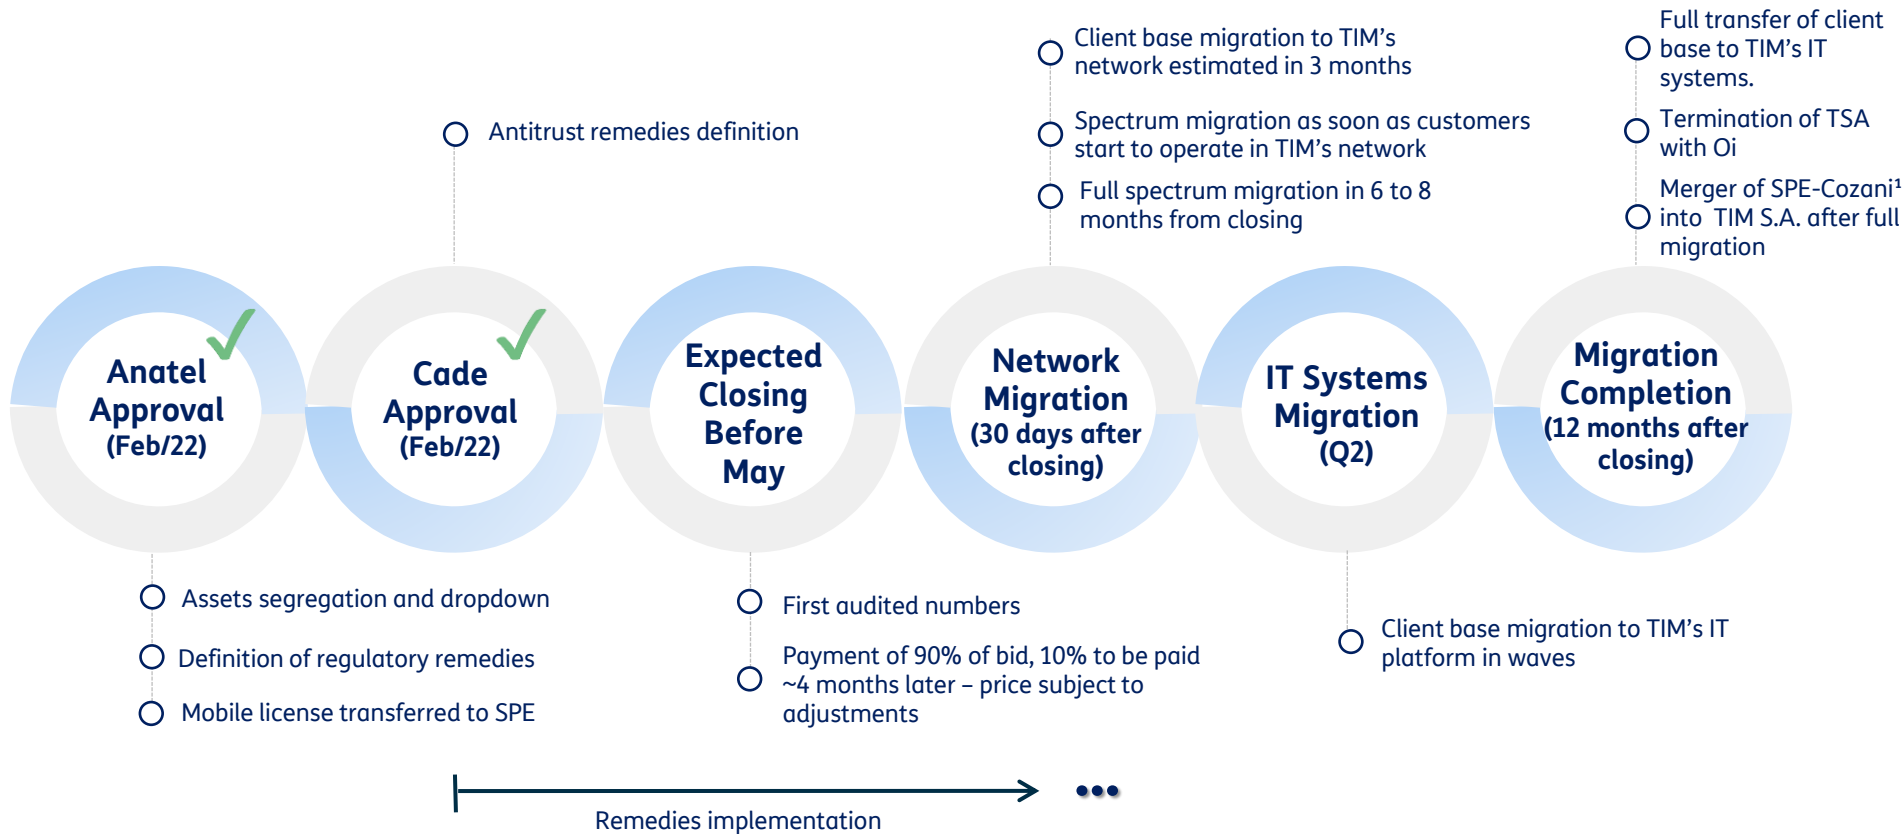 Client base migration to TIM's
network estimated in 3 months
Spectrum migration as soon as customers
start to operate in TIM's network
Full spectrum migration in 6 to 8
months from closing
Full transfer of client
base to TIM's IT
systems.
Termination of TSA
with Oi
Merger of SPE-Cozani¹
into TIM S.A. after full
migration
Antitrust remedies definition
Anatel
Approval
(Feb/22)
Cade
Approval
(Feb/22)
Expected
Closing
Before
May
Network
Migration
(30 days after
closing)
IT Systems
Migration
(Q2)
Migration
Completion
(12 months after
closing)
Assets segregation and dropdown
Definition of regulatory remedies
Mobile license transferred to SPE
First audited numbers
Payment of 90% of bid, 10% to be paid
~4 months later – price subject to
adjustments
Client base migration to TIM's IT
platform in waves
Remedies implementation